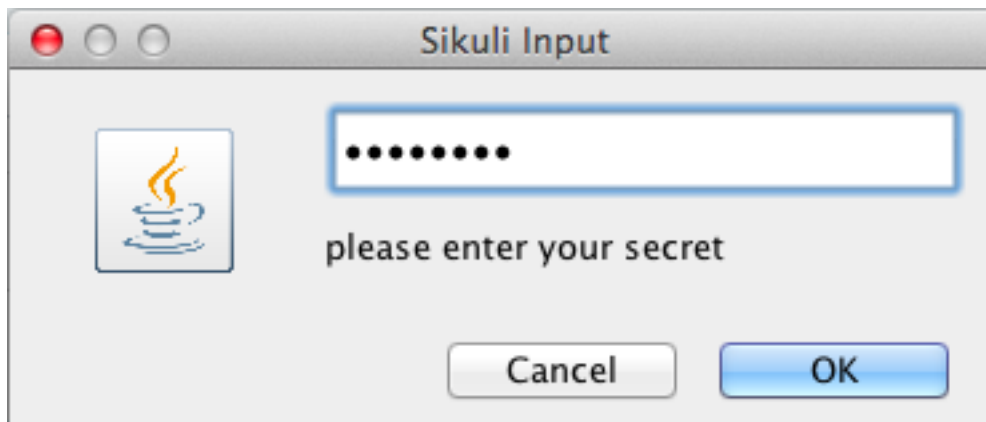 Sikuli Input
••••••••
please enter your secret
Cancel OK